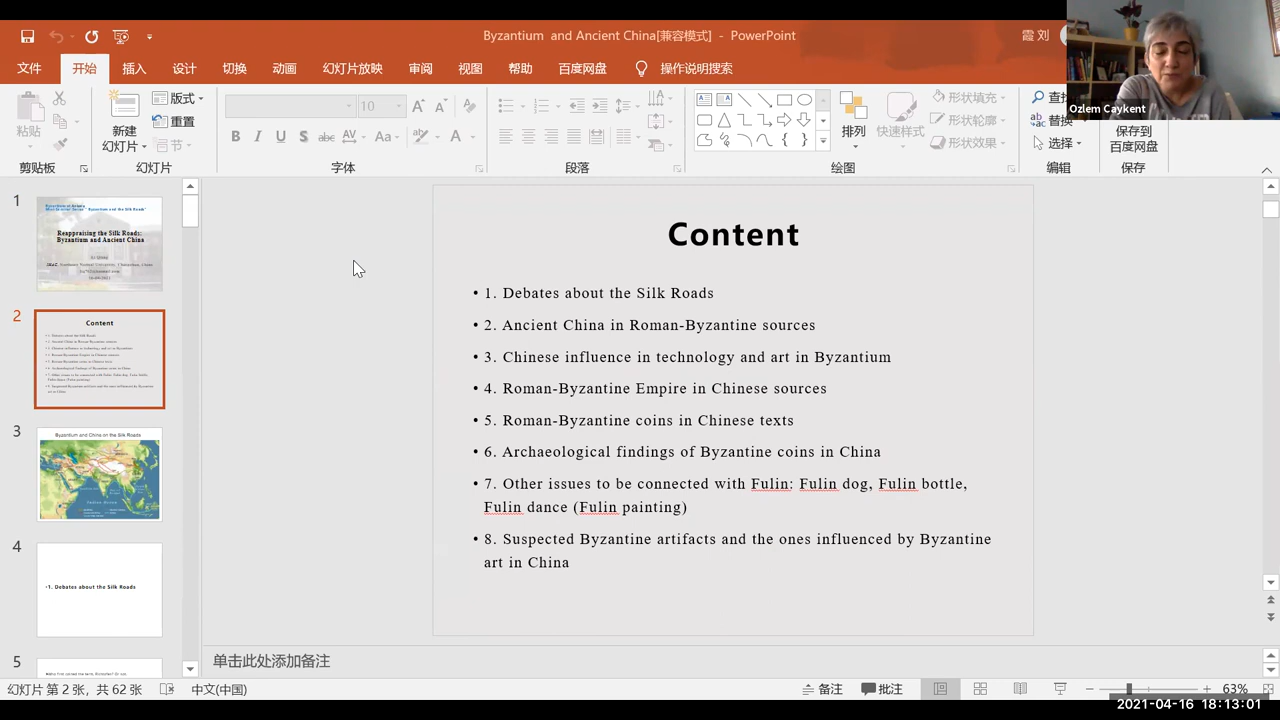 Byzantium and Ancient China[兼容模式] - PowerPoint
霞 刘
文件
开始
插入
设计
切换
动画
幻灯片放映
审阅
视图
帮助
百度网盘
操作说明搜索
Ozlem Caykent
粘贴
新建
幻灯片
版式
重置
节
10
B I U S abc AV Aa A
排列
快速样式
形状填充
形状轮廓
形状效果
替换
选择
保存到
百度网盘
剪贴板
幻灯片
字体
段落
绘图
编辑
保存
1
Reappraising the Silk Roads:
Byzantium and Ancient China
2
Content
3
Byzantium and China on the Silk Roads
4
1. Debates about the Silk Roads
5
Content
• 1. Debates about the Silk Roads
• 2. Ancient China in Roman-Byzantine sources
• 3. Chinese influence in technology and art in Byzantium
• 4. Roman-Byzantine Empire in Chinese sources
• 5. Roman-Byzantine coins in Chinese texts
• 6. Archaeological findings of Byzantine coins in China
• 7. Other issues to be connected with Fulin: Fulin dog, Fulin bottle,
Fulin dance (Fulin painting)
• 8. Suspected Byzantine artifacts and the ones influenced by Byzantine
art in China
单击此处添加备注
幻灯片 第 2 张，共 62 张
中文(中国)
备注
批注
63%
2021-04-16 18:13:01